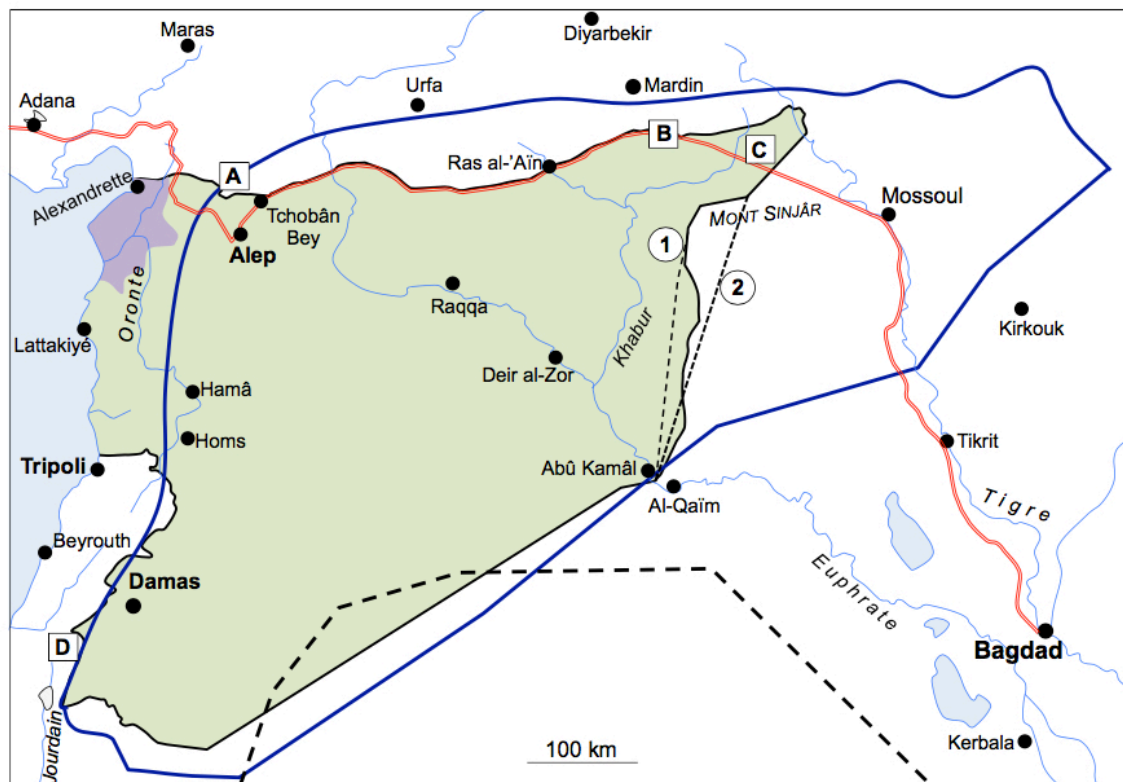 Maras
Diyarbekir
Adana
Urfa
Mardin
Alexandrette
A
B
C
Ras al-'Aïn
Tchobân
Bey
Alep
Mossoul
MONT SINJÂR
1
2
Oronte
Raqqa
Khabur
Kirkouk
Lattakiyé
Deir al-Zor
Hamâ
Homs
Tikrit
Tripoli
Abû Kamâl
Al-Qaïm
Tigre
Beyrouth
Damas
Euphrate
D
Bagdad
Jourdain
100 km
Kerbala